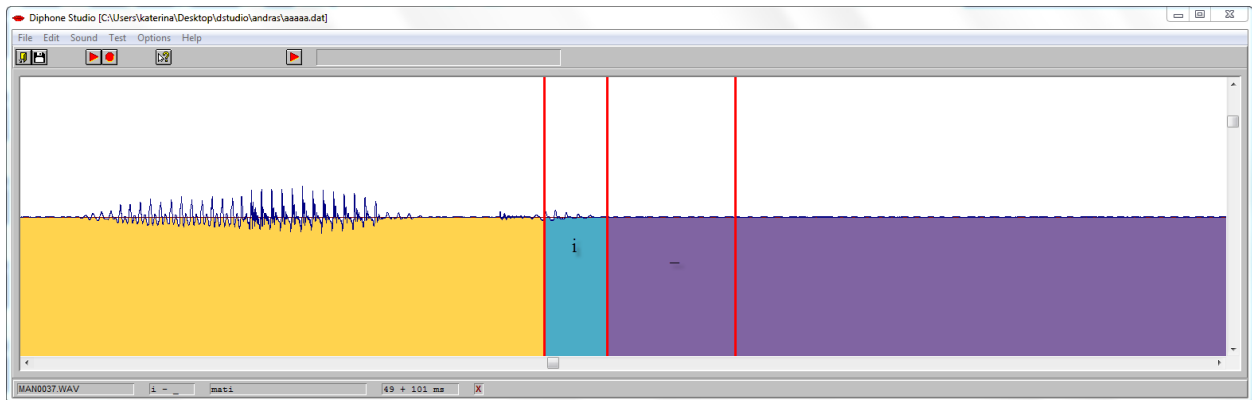 Diphone Studio [C:\Users\katerina\Desktop\dstudio\andras\aaaaa.dat]
File Edit Sound Test Options Help
i
_
MAN0037.WAV i - _ mati 49 + 101 ms X